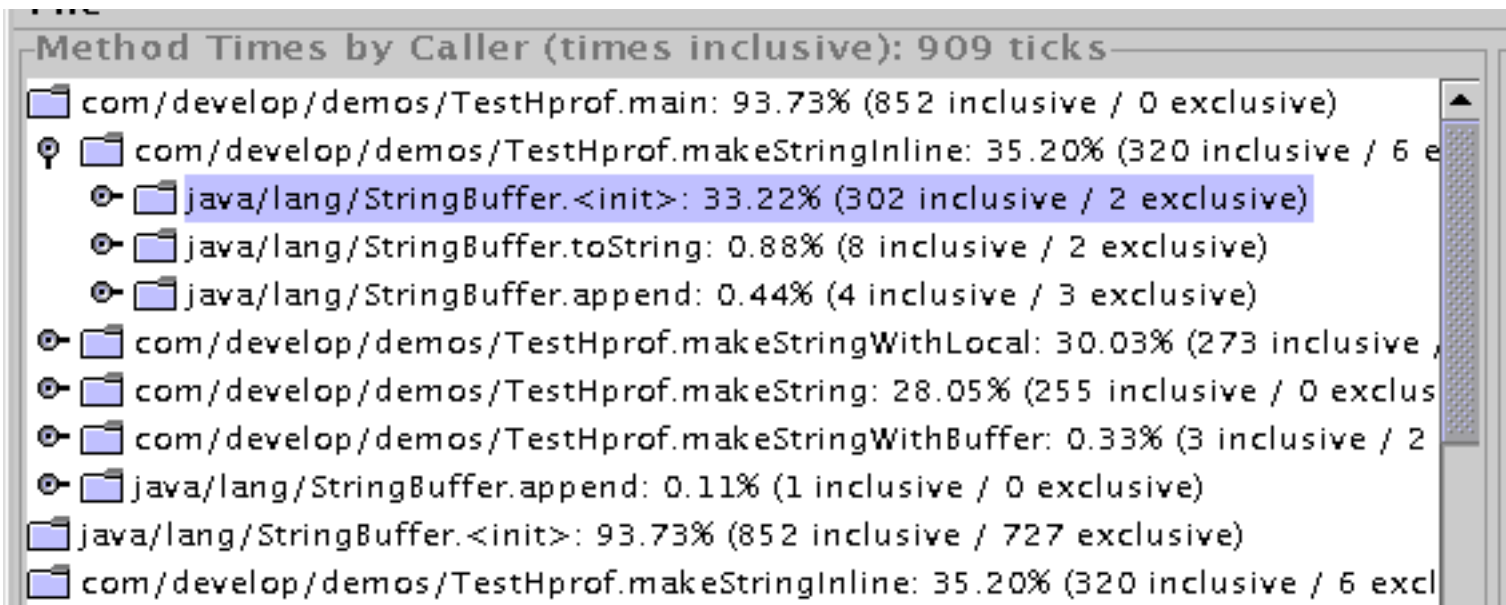 File
Method Times by Caller (times inclusive): 909 ticks
com/develop/demos/TestHprof.main: 93.73% (852 inclusive / 0 exclusive)
com/develop/demos/TestHprof.makeStringInline: 35.20% (320 inclusive / 6 e
java/lang/StringBuffer.<init>: 33.22% (302 inclusive / 2 exclusive)
java/lang/StringBuffer.toString: 0.88% (8 inclusive / 2 exclusive)
java/lang/StringBuffer.append: 0.44% (4 inclusive / 3 exclusive)
com/develop/demos/TestHprof.makeStringWithLocal: 30.03% (273 inclusive /
com/develop/demos/TestHprof.makeString: 28.05% (255 inclusive / 0 exclus
com/develop/demos/TestHprof.makeStringWithBuffer: 0.33% (3 inclusive / 2
java/lang/StringBuffer.append: 0.11% (1 inclusive / 0 exclusive)
java/lang/StringBuffer.<init>: 93.73% (852 inclusive / 727 exclusive)
com/develop/demos/TestHprof.makeStringInline: 35.20% (320 inclusive / 6 excl